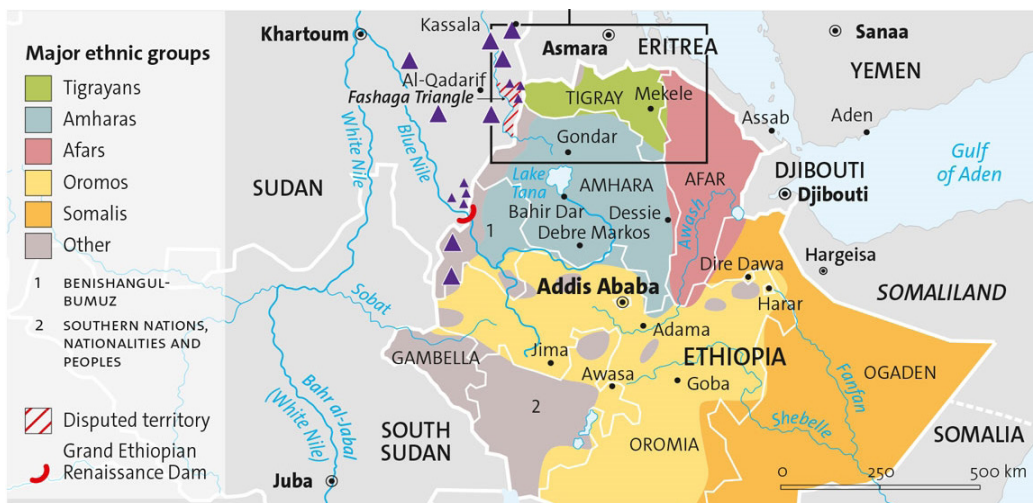 Major ethnic groups
Tigrayans
Amharas
Afars
Oromos
Somalis
Other
1 BENISHANGUL-
BUMUZ
2 SOUTHERN NATIONS,
NATIONALITIES AND
PEOPLES
Disputed territory
Grand Ethiopian
Renaissance Dam
Kassala
Khartoum
Asmara
ERITREA
Sanaa
YEMEN
Al-Qadarif
Fashaga Triangle
TIGRAY
Mekele
White Nile
Blue Nile
Assab
Aden
Gondar
Gulf
of Aden
SUDAN
Lake
Tana
AMHARA
AFAR
DJIBOUTI
Djibouti
Bahir Dar
Dessie
Awash
1
Debre Markos
Dire Dawa
Hargeisa
Addis Ababa
Harar
SOMALILAND
Sobat
Adama
GAMBELLA
Jima
ETHIOPIA
Awasa
Goba
OGADEN
Fanfan
2
Shebelle
Bahr al-Jabal
(White Nile)
SOUTH
SUDAN
OROMIA
SOMALIA
Juba
0 250 500 km